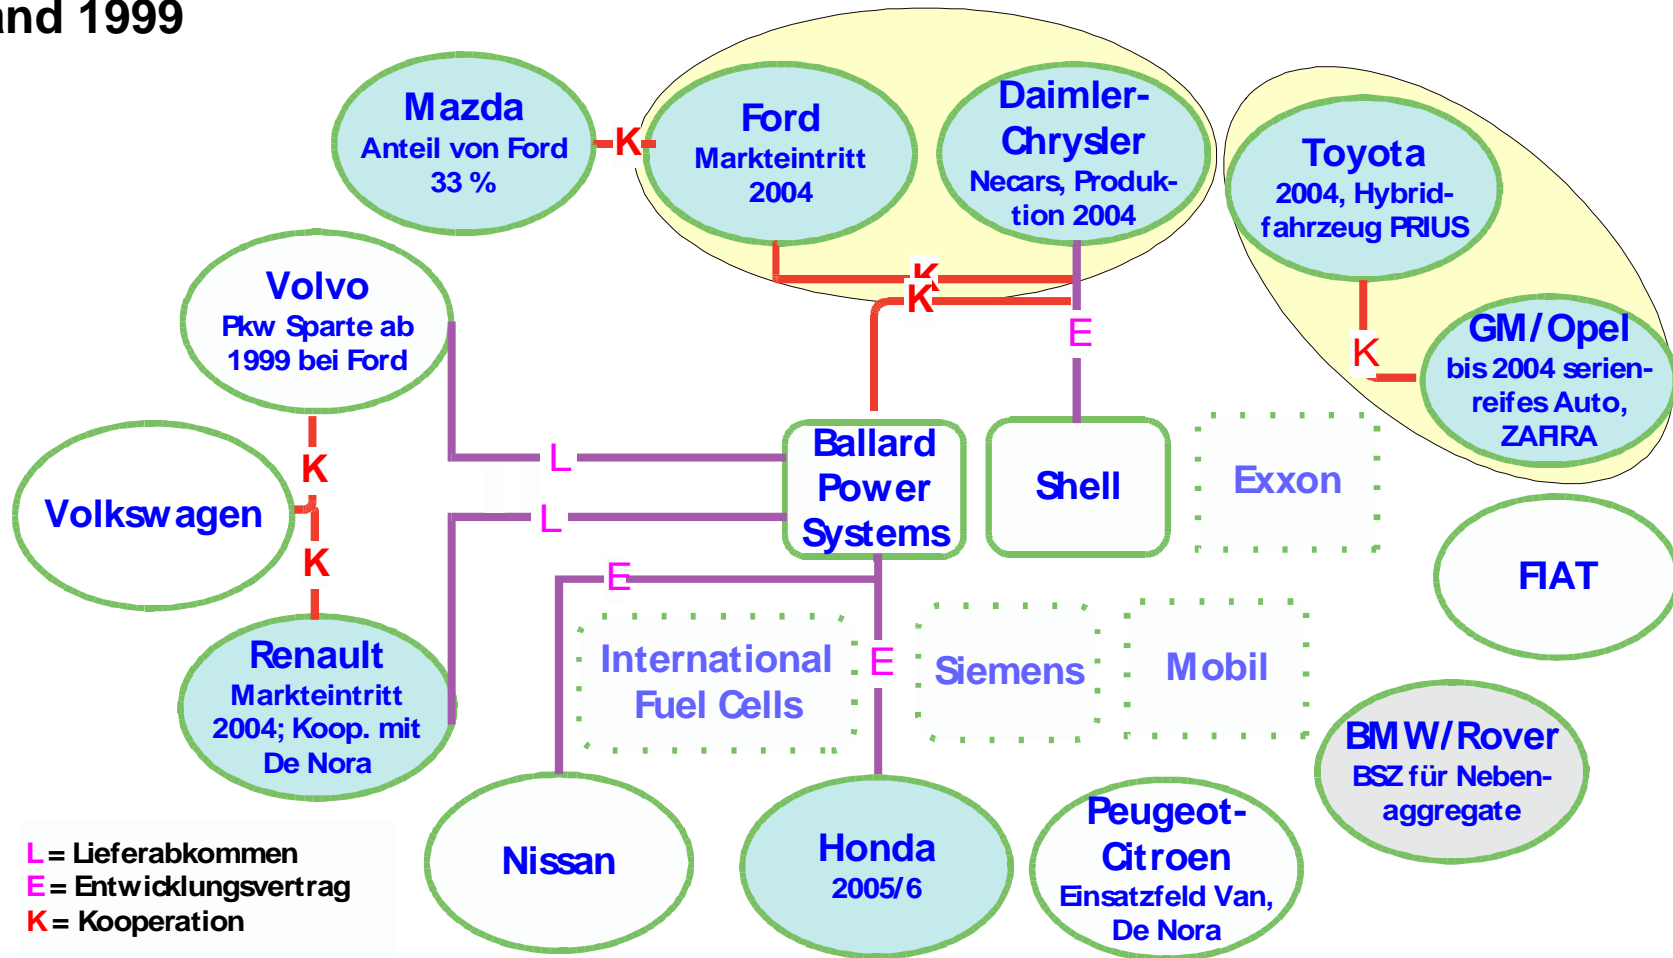 and 1999
Mazda
Anteil von Ford
33 %
K
Ford
Markteintritt
2004
Daimler-
Chrysler
Necars, Produk-
tion 2004
Toyota
2004, Hybrid-
fahrzeug PRIUS
K
GM/Opel
bis 2004 serien-
reifes Auto,
ZAFIRA
K
K
E
Volvo
Pkw Sparte ab
1999 bei Ford
K
Volkswagen
K
L
L
Ballard
Power
Systems
Shell
Exxon
FIAT
Renault
Markteintritt
2004; Koop. mit
De Nora
E
International
Fuel Cells
E
Siemens
Mobil
BMW/Rover
BSZ für Neben-
aggregate
Nissan
Honda
2005/6
Peugeot-
Citroen
Einsatzfeld Van,
De Nora
L = Lieferabkommen
E = Entwicklungsvertrag
K = Kooperation